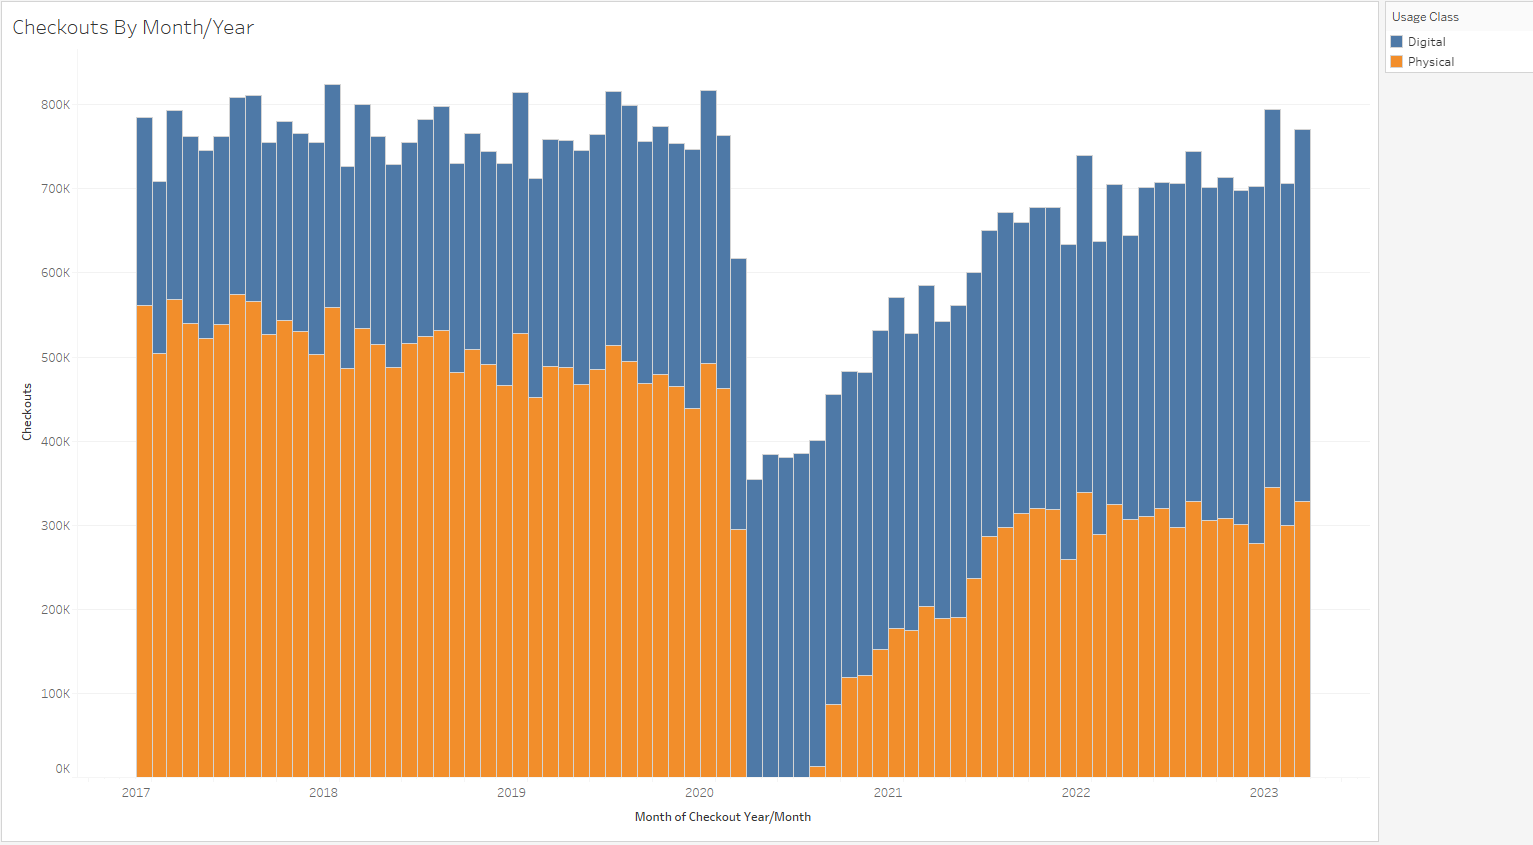 Checkouts By Month/Year
Usage Class
Digital
Physical
800K
700K
600K
500K
400K
300K
200K
100K
0K
Checkouts
2017
2018
2019
2020
2021
2022
2023
Month of Checkout Year/Month